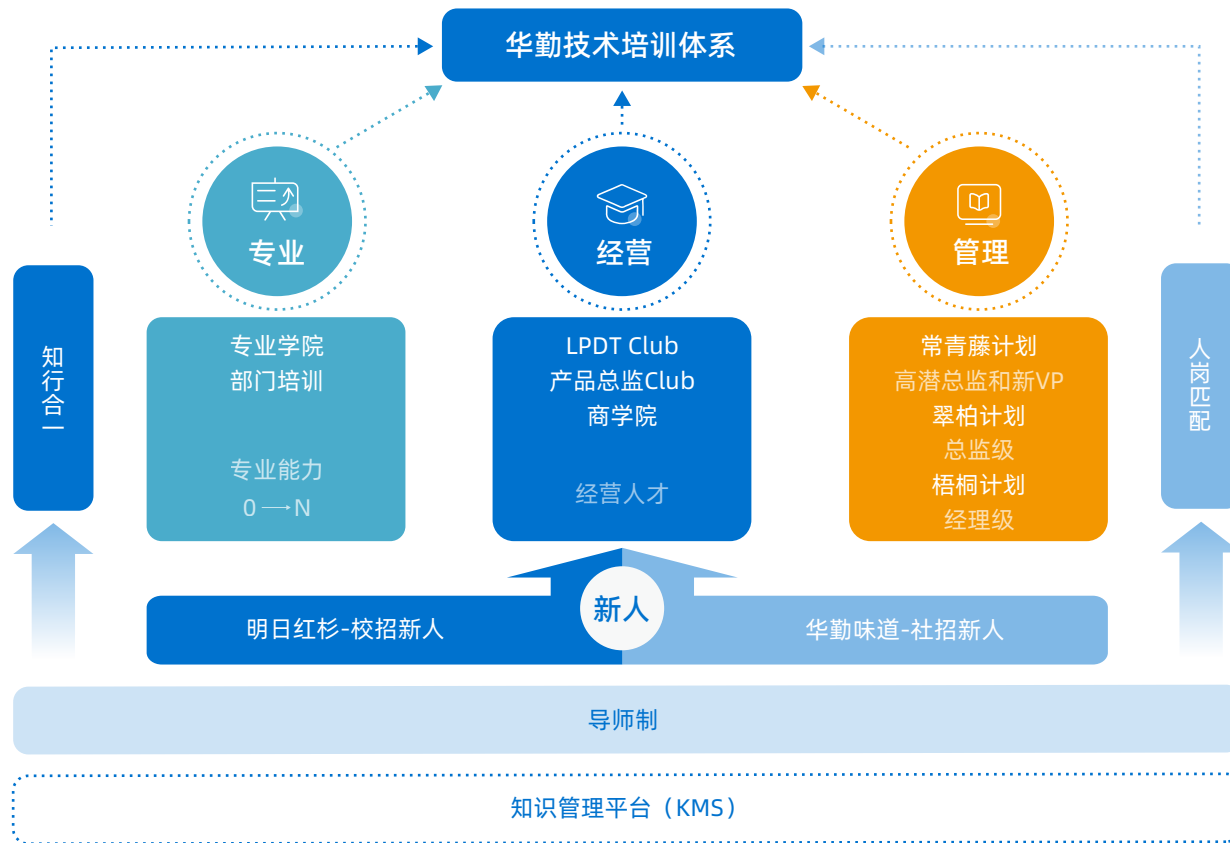 华勤技术培训体系
专业
经营
管理
知行合一
专业学院
部门培训
专业能力
0→N
LPDT Club
产品总监Club
商学院
经营人才
常青藤计划
高潜总监和新VP
翠柏计划
总监级
梧桐计划
经理级
人岗匹配
新人
明日红杉-校招新人
华勤味道-社招新人
导师制
知识管理平台（KMS）